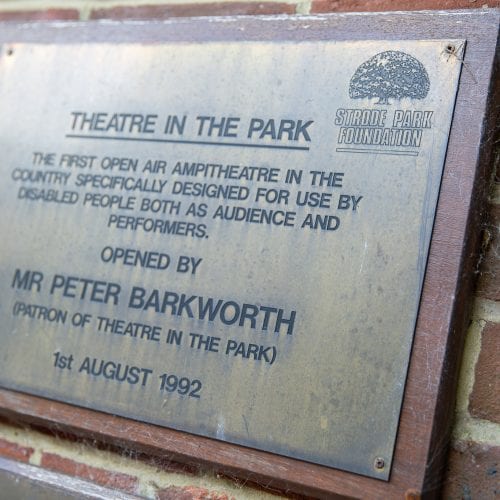 STRODE PARK
FOUNDATION
THEATRE IN THE PARK
THE FIRST OPEN AIR AMPITHEATRE IN THE
COUNTRY SPECIFICALLY DESIGNED FOR USE BY
DISABLED PEOPLE BOTH AS AUDIENCE AND
PERFORMERS.
OPENED BY
MR PETER BARKWORTH
(PATRON OF THEATRE IN THE PARK)
1st AUGUST 1992